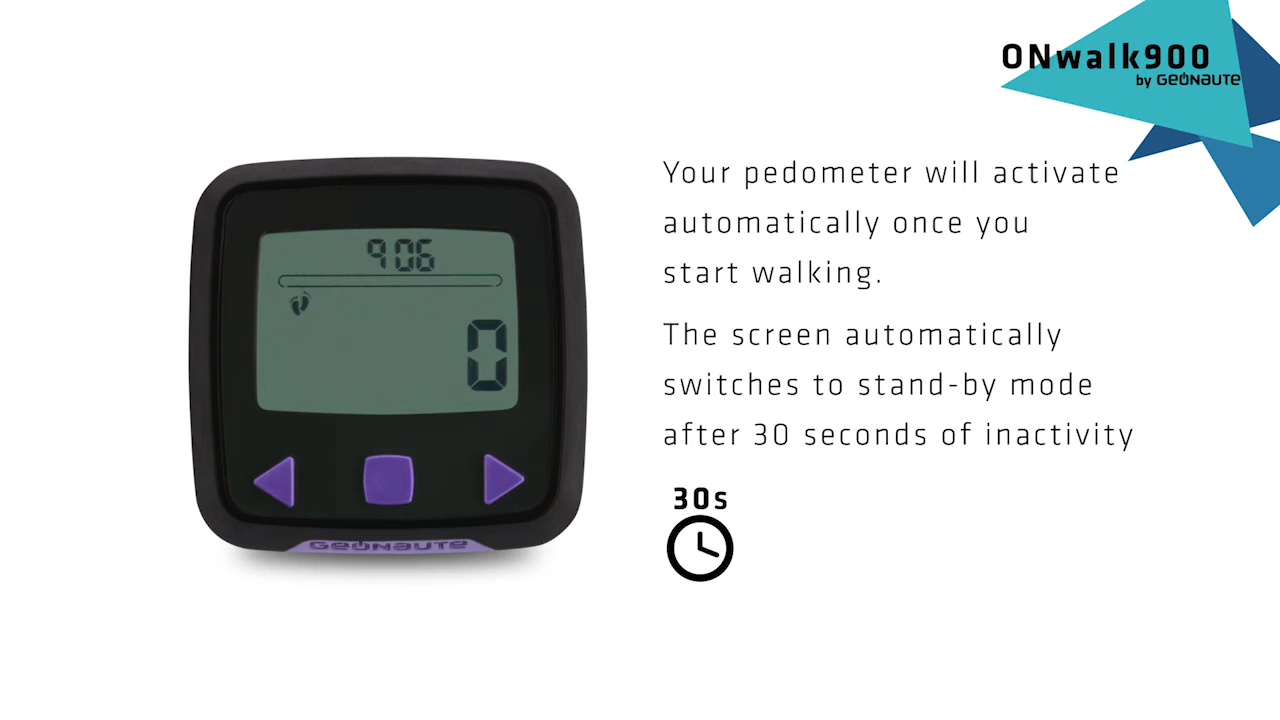 ONwalk900
by GEONAUTE
906
0
GEONAUTE
Your pedometer will activate
automatically once you
start walking.
The screen automatically
switches to stand-by mode
after 30 seconds of inactivity
30s